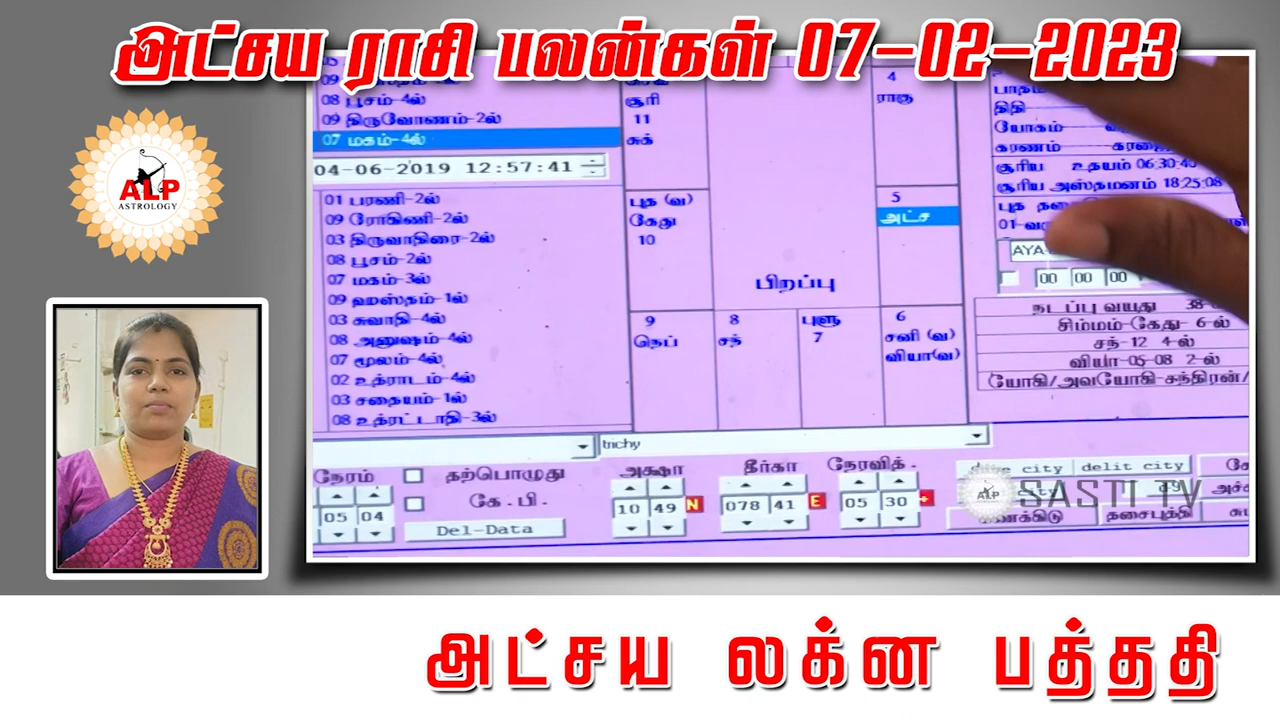 அட்சய ராசி பலன்கள் 07-02-2023
08 பூசம்-4ல்
09 திருவோணம்-2ல்
07 மகம்-4ல்
04-06-2019 12:57:41
01 பரணி-2ல்
09 ரோகிணி-2ல்
03 திருவாதிரை-2ல்
08 பூசம்-2ல்
07 மகம்-3ல்
09 ஹஸ்தம்-1ல்
03 சுவாதி-4ல்
08 அனுஷம்-4ல்
07 மூலம்-4ல்
02 உத்ராடம்-4ல்
03 சதையம்-1ல்
08 உத்ரட்டாதி-3ல்
சூரி
11
சுக்
புத (வ)
கேது
10
4
ராகு
5
அட்ச
பிறப்பு
9
நெப்
8
சந்
புளு
7
6
சனி (வ)
வியா(வ)
திதி
யோகம்
கரணம்
சூரிய உதயம் 06:30:40
சூரிய அஸ்தமனம் 18:25:08
00 00 00
நடப்பு வயது
சிம்மம்-கேது- 6-ல்
சந்-12 4-ல்
வியா-05-08 2-ல்
(யோகி/அவயோகி-சந்திரன்/
trichy
நேரம்
தற்பொழுது
அக்ஷா
தீர்கா
நேரவித்.
05 04
கே.பி.
Del-Data
10 49 N
078 41 E
05 30 +
delit city
தசைபுத்தி
ALP
ASTROLOGY
ALP
SASTI TV
அட்சய லக்ன பத்ததி